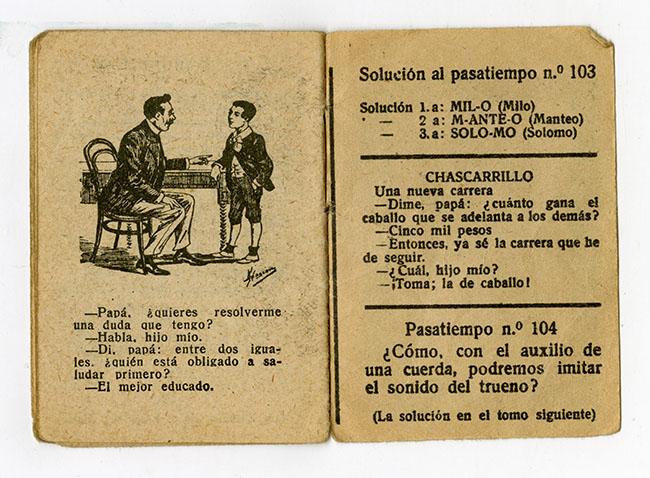 —Papá, ¿quieres resolverme
una duda que tengo?
—Habla, hijo mío.
—Di, papá: entre dos igua-
les, ¿quién está obligado a sa-
ludar primero?
—El mejor educado.
Solución al pasatiempo n.º 103
Solución 1.a: MIL-O (Milo)
— 2 a: M-ANTE-O (Manteo)
— 3.a: SOLO-MO (Solomo)
CHASCARRILLO
Una nueva carrera
—Dime, papá: ¿cuánto gana el
caballo que se adelanta a los demás?
—Cinco mil pesos
—Entonces, ya sé la carrera que he
de seguir.
—¿Cuál, hijo mío?
—¡Toma; la de caballo!
Pasatiempo n.º 104
¿Cómo, con el auxilio de
una cuerda, podremos imitar
el sonido del trueno?
(La solución en el tomo siguiente)